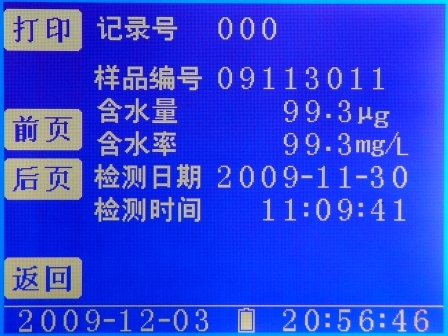 打印 记录号 000
样品编号 09113011
含水量 99.3μg
前页
含水率 99.3mg/L
后页 检测日期 2009-11-30
检测时间 11:09:41
返回
2009-12-03 20:56:46